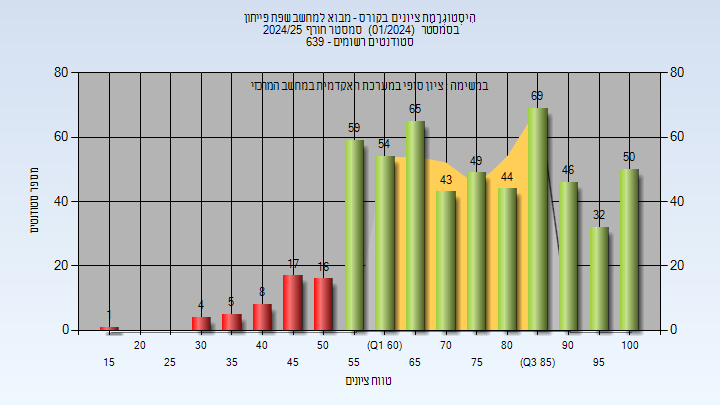 היסטוגרמת ציונים בקורס - מבוא למחשב שפת פייתון
בסמסטר (01/2024) סמסטר חורף 2024/25
סטודנטים רשומים - 639
במשימה ציון סופי במערכת האקדמית במחשב המרכזי
80 80
60 60
40 40
20 20
0 0
מספר סטודנטים
1 4 5 8 17 16 59 54 65 43 49 44 69 46 32 50
20 30 40 50 (Q1 60) 70 80 90 100
15 25 35 45 55 65 75 (Q3 85) 95
טווח ציונים